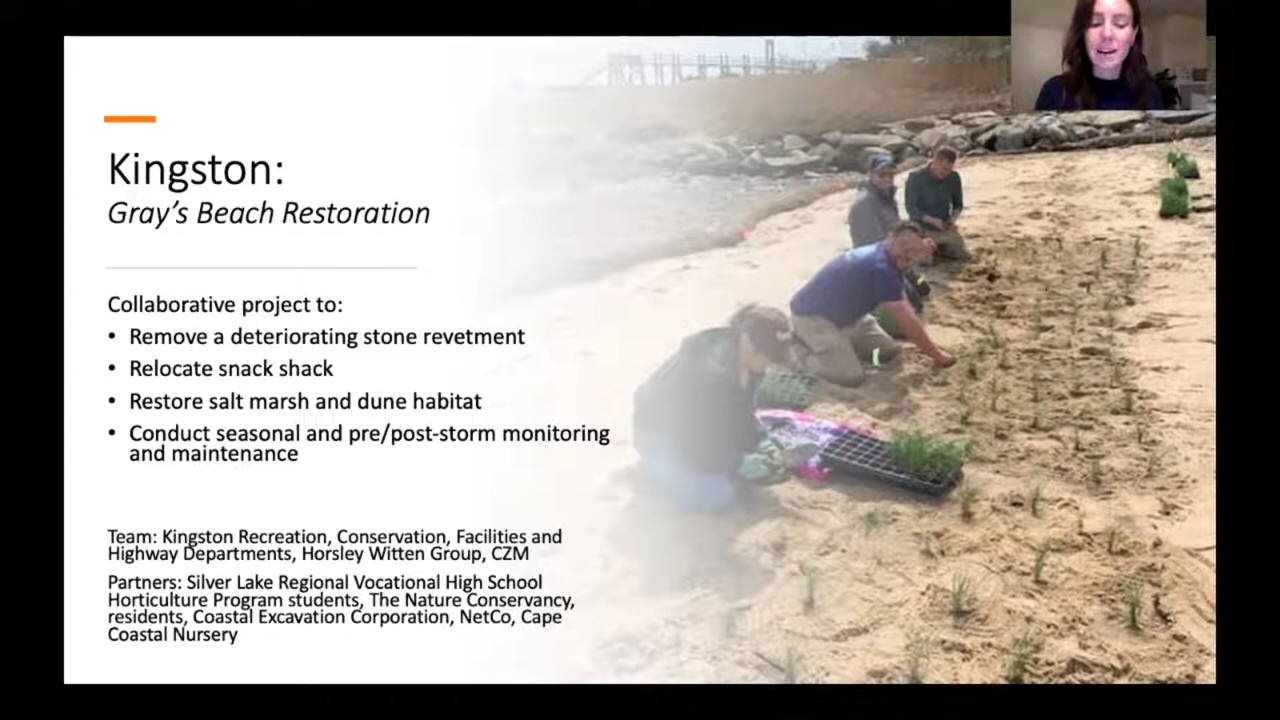 Kingston:
Gray's Beach Restoration
Collaborative project to:
• Remove a deteriorating stone revetment
• Relocate snack shack
• Restore salt marsh and dune habitat
• Conduct seasonal and pre/post-storm monitoring
and maintenance
Team: Kingston Recreation, Conservation, Facilities and
Highway Departments, Horsley Witten Group, CZM
Partners: Silver Lake Regional Vocational High School
Horticulture Program students, The Nature Conservancy,
residents, Coastal Excavation Corporation, NetCo, Cape
Coastal Nursery